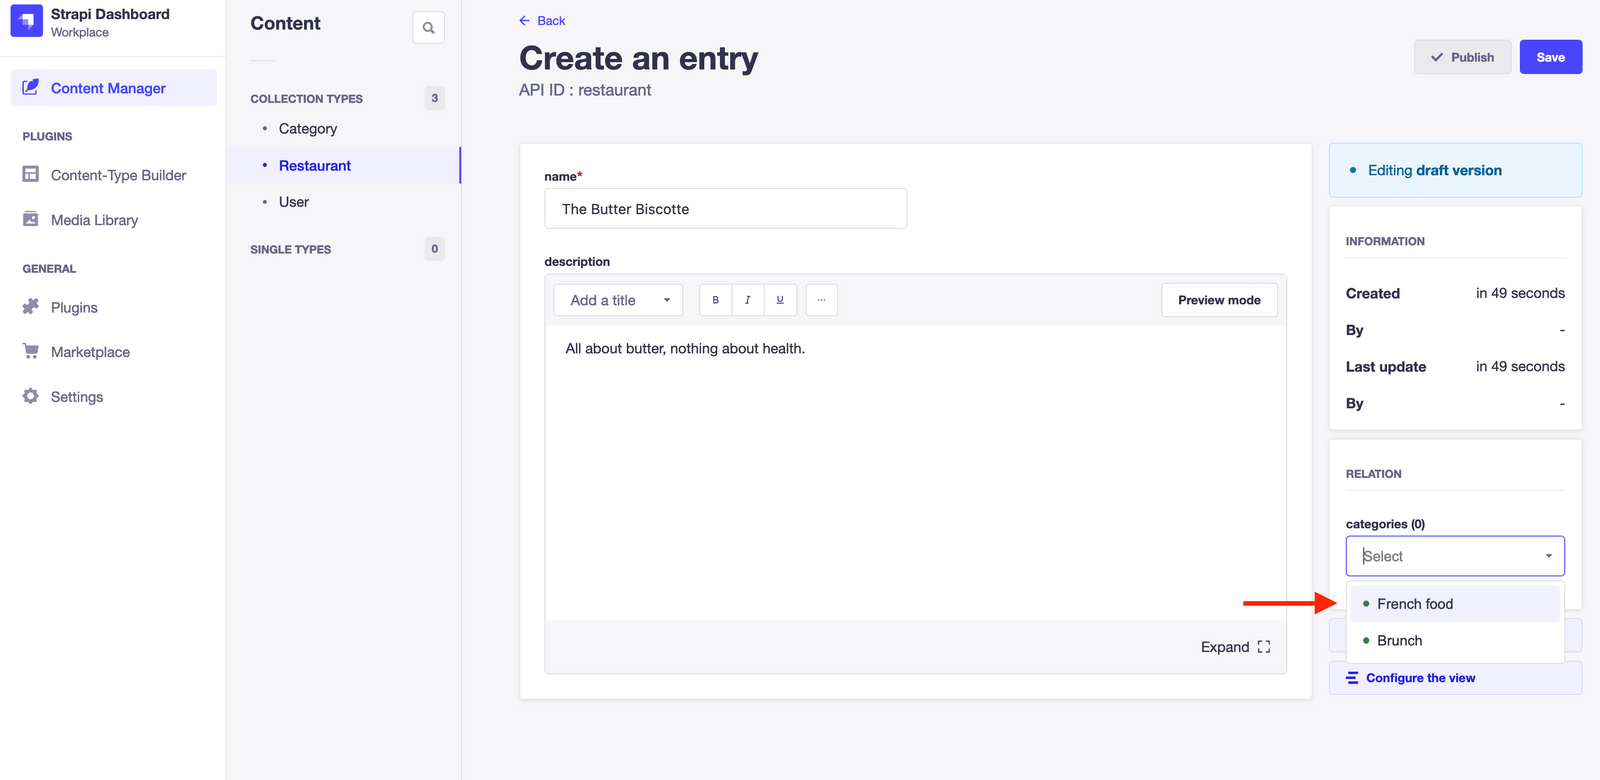 Strapi Dashboard
Workplace
Content Manager
PLUGINS
Content-Type Builder
Media Library
GENERAL
Plugins
Marketplace
Settings
Content
COLLECTION TYPES 3
Category
Restaurant
User
SINGLE TYPES 0
Back
Create an entry
API ID : restaurant
Publish
Save
name*
The Butter Biscotte
description
Add a title
B I U ...
Preview mode
All about butter, nothing about health.
Expand
Editing draft version
INFORMATION
Created in 49 seconds
By -
Last update in 49 seconds
By -
RELATION
categories (0)
Select
French food
Brunch
Configure the view